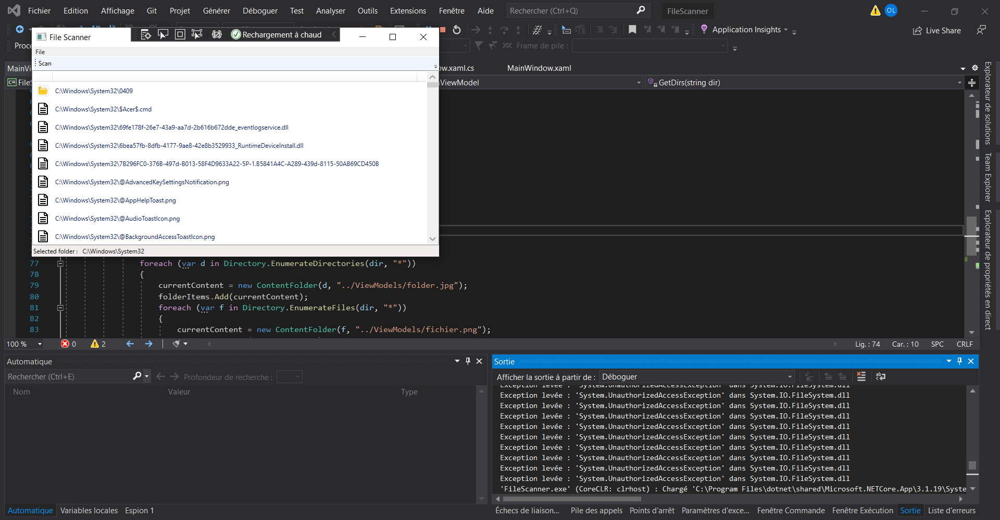 Fichier Edition Affichage Git Projet Générer Déboguer Test Analyser Outils Extensions Fenêtre Aide Rechercher (Ctrl+Q) FileScanner OL
File Scanner
Rechargement à chaud
Application Insights
Live Share
File
Frame de pile :
Scan
ow.xaml.cs
MainWindow.xaml
GetDirs(string dir)
C:\Windows\System32\0409
C:\Windows\System32\$Acer$.cmd
C:\Windows\System32\69fe178f-26e7-43a9-aa7d-2b616b672dde_eventlogservice.dll
C:\Windows\System32\6bea57fb-8dfb-4177-9ae8-42e8b3529933_RuntimeDeviceInstall.dll
C:\Windows\System32\7B296FC0-376B-497d-B013-58F4D9633A22-5P-1.B5841A4C-A289-439d-8115-50AB69CD450B
C:\Windows\System32\@AdvancedKeySettingsNotification.png
C:\Windows\System32\@AppHelpToast.png
C:\Windows\System32\@AudioToastIcon.png
C:\Windows\System32\@BackgroundAccessToastIcon.png
Selected folder : C:\Windows\System32
77 foreach (var d in Directory.EnumerateDirectories(dir, "*"))
78 {
79 currentContent = new ContentFolder(d, "../ViewModels/folder.jpg");
80 folderItems.Add(currentContent);
81 foreach (var f in Directory.EnumerateFiles(dir, "*"))
82 {
83 currentContent = new ContentFolder(f, "../ViewModels/fichier.png");
100 % 0 2 Lig. : 74 Car. : 10 SPC CRLF
Explorateur de solutions
Team Explorer
Explorateur de propriétés en direct
Automatique
Rechercher (Ctrl+E) Profondeur de recherche :
Nom Valeur Type
Automatique Variables locales Espion 1
Sortie
Afficher la sortie à partir de : Déboguer
Exception levée : 'System.UnauthorizedAccessException' dans System.IO.FileSystem.dll
Exception levée : 'System.UnauthorizedAccessException' dans System.IO.FileSystem.dll
Exception levée : 'System.UnauthorizedAccessException' dans System.IO.FileSystem.dll
Exception levée : 'System.UnauthorizedAccessException' dans System.IO.FileSystem.dll
Exception levée : 'System.UnauthorizedAccessException' dans System.IO.FileSystem.dll
Exception levée : 'System.UnauthorizedAccessException' dans System.IO.FileSystem.dll
Exception levée : 'System.UnauthorizedAccessException' dans System.IO.FileSystem.dll
Exception levée : 'System.UnauthorizedAccessException' dans System.IO.FileSystem.dll
Exception levée : 'System.UnauthorizedAccessException' dans System.IO.FileSystem.dll
Exception levée : 'System.UnauthorizedAccessException' dans System.IO.FileSystem.dll
'FileScanner.exe' (CoreCLR: clrhost) : Chargé 'C:\Program Files\dotnet\shared\Microsoft.NETCore.App\3.1.19\Syste
Échecs de liaison... Pile des appels Points d'arrêt Paramètres d'exce... Fenêtre Commande Fenêtre Exécution Sortie Liste d'erreurs